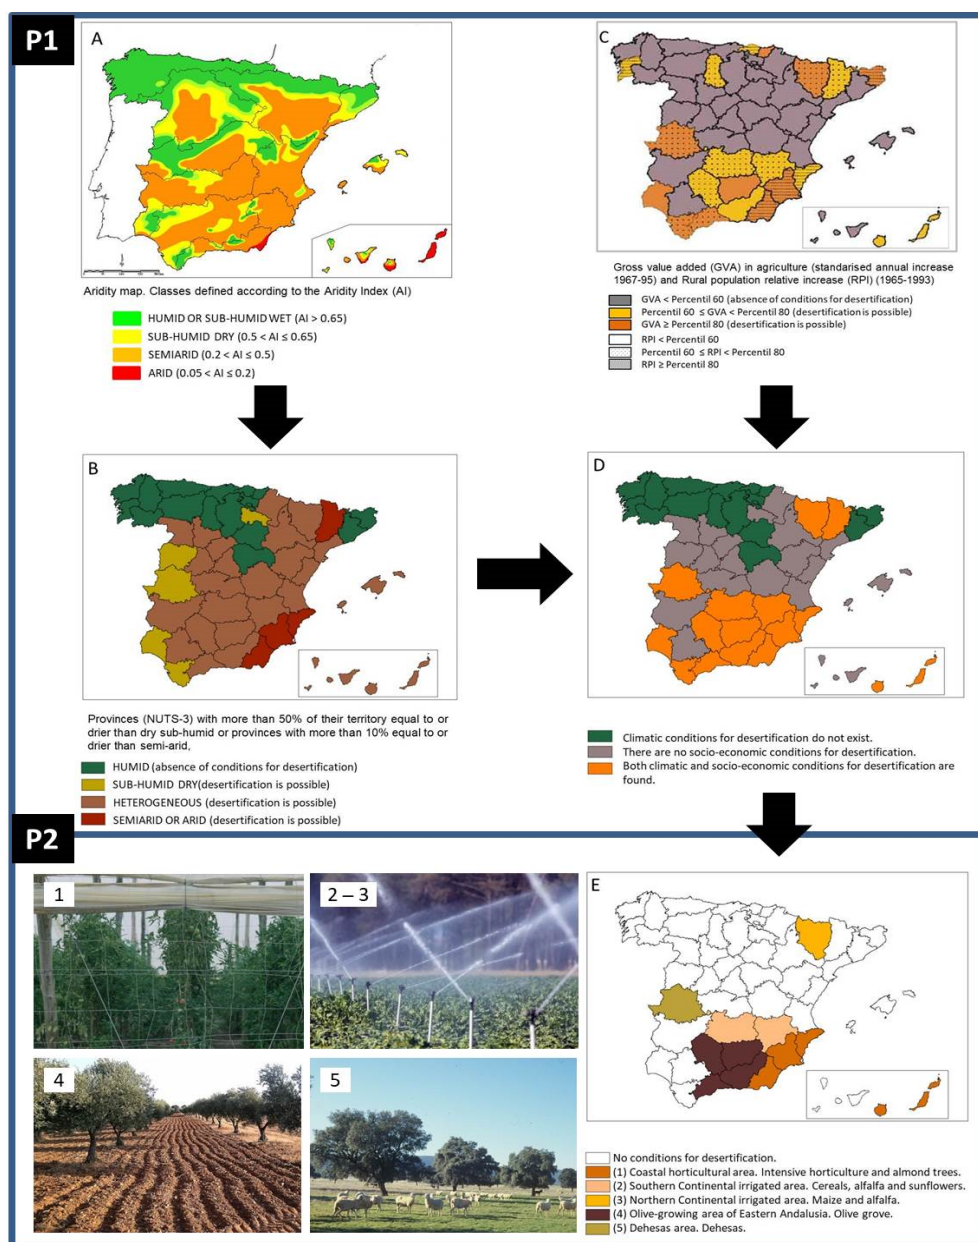 P1
A
Aridity map. Classes defined according to the Aridity Index (AI)
HUMID OR SUB-HUMID WET (AI > 0.65)
SUB-HUMID DRY (0.5 < AI ≤ 0.65)
SEMIARID (0.2 < AI ≤ 0.5)
ARID (0.05 < AI ≤ 0.2)
C
Gross value added (GVA) in agriculture (standarised annual increase
1967-95) and Rural population relative increase (RPI) (1965-1993)
GVA < Percentil 60 (absence of conditions for desertification)
Percentil 60 ≤ GVA < Percentil 80 (desertification is possible)
GVA ≥ Percentil 80 (desertification is possible)
RPI < Percentil 60
Percentil 60 ≤ RPI < Percentil 80
RPI ≥ Percentil 80
B
Provinces (NUTS-3) with more than 50% of their territory equal to or
drier than dry sub-humid or provinces with more than 10% equal to or
drier than semi-arid,
HUMID (absence of conditions for desertification)
SUB-HUMID DRY(desertification is possible)
HETEROGENEOUS (desertification is possible)
SEMIARID OR ARID (desertification is possible)
D
Climatic conditions for desertification do not exist.
There are no socio-economic conditions for desertification.
Both climatic and socio-economic conditions for desertification are
found.
P2
1
2 – 3
4
5
E
No conditions for desertification.
(1) Coastal horticultural area. Intensive horticulture and almond trees.
(2) Southern Continental irrigated area. Cereals, alfalfa and sunflowers.
(3) Northern Continental irrigated area. Maize and alfalfa.
(4) Olive-growing area of Eastern Andalusia. Olive grove.
(5) Dehesas area. Dehesas.